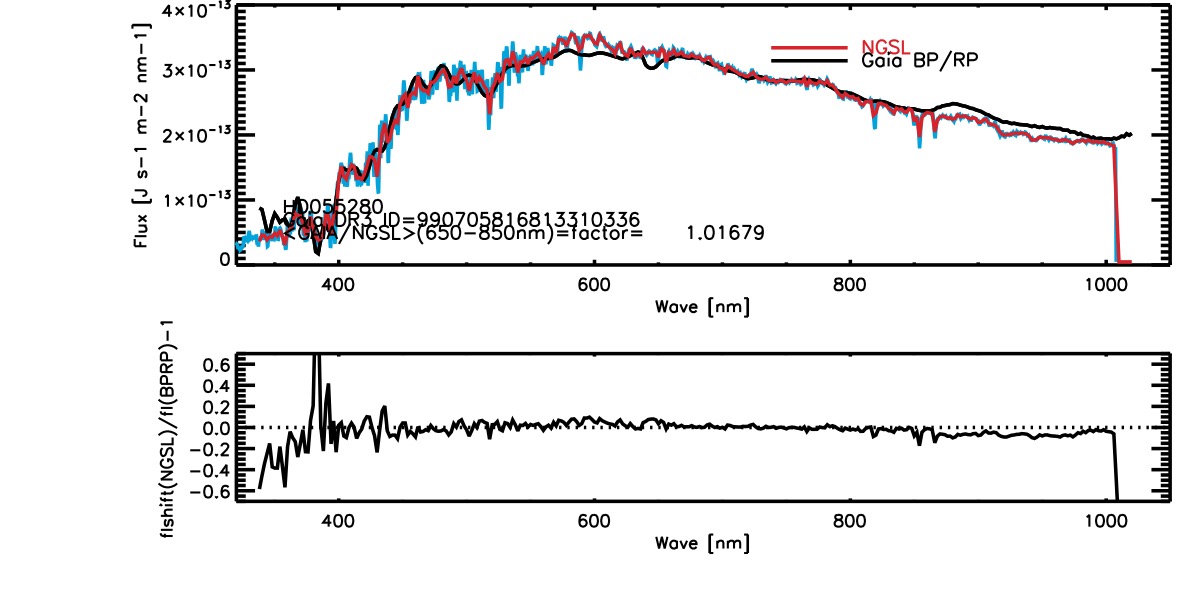 4×10⁻¹³
3×10⁻¹³
2×10⁻¹³
1×10⁻¹³
0
Flux [J s−1 m−2 nm−1]
NGSL
Gaia BP/RP
HD055280
Gaia DR3 ID=990705816813310336
<GAIA/NGSL>(650−850nm)=factor= 1.01679
400 600 800 1000
Wave [nm]
flshift(NGSL)/fl(BPRP)−1
0.6
0.4
0.2
0.0
−0.2
−0.4
−0.6
400 600 800 1000
Wave [nm]